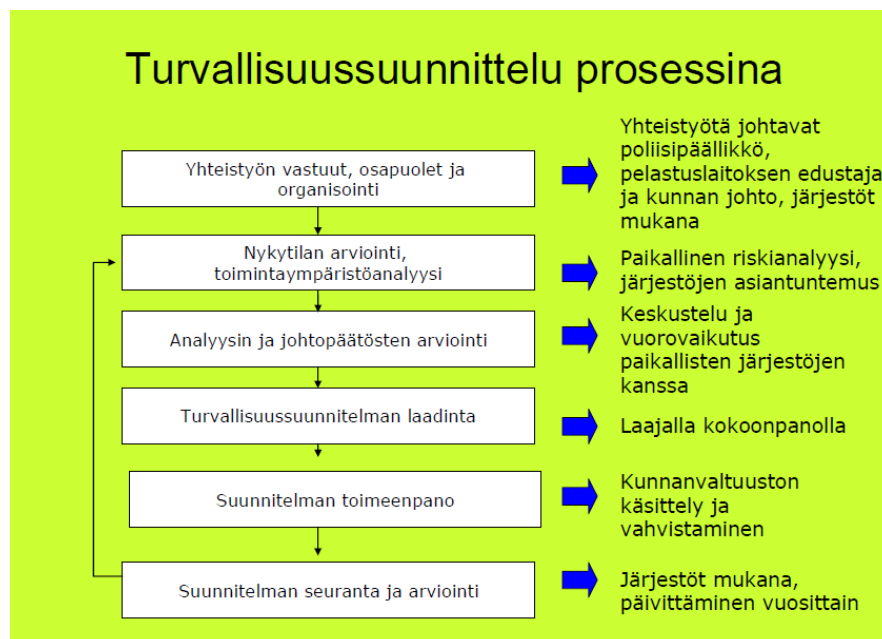 Turvallisuussuunnittelu prosessina
Yhteistyön vastuut, osapuolet ja
organisointi
Yhteistyötä johtavat
poliisipäällikkö,
pelastuslaitoksen edustaja
ja kunnan johto, järjestöt
mukana
Nykytilan arviointi,
toimintaympäristöanalyysi
Paikallinen riskianalyysi,
järjestöjen asiantuntemus
Analyysin ja johtopäätösten arviointi
Keskustelu ja
vuorovaikutus
paikallisten järjestöjen
kanssa
Turvallisuussuunnitelman laadinta
Laajalla kokoonpanolla
Suunnitelman toimeenpano
Kunnanvaltuuston
käsittely ja
vahvistaminen
Suunnitelman seuranta ja arviointi
Järjestöt mukana,
päivittäminen vuosittain